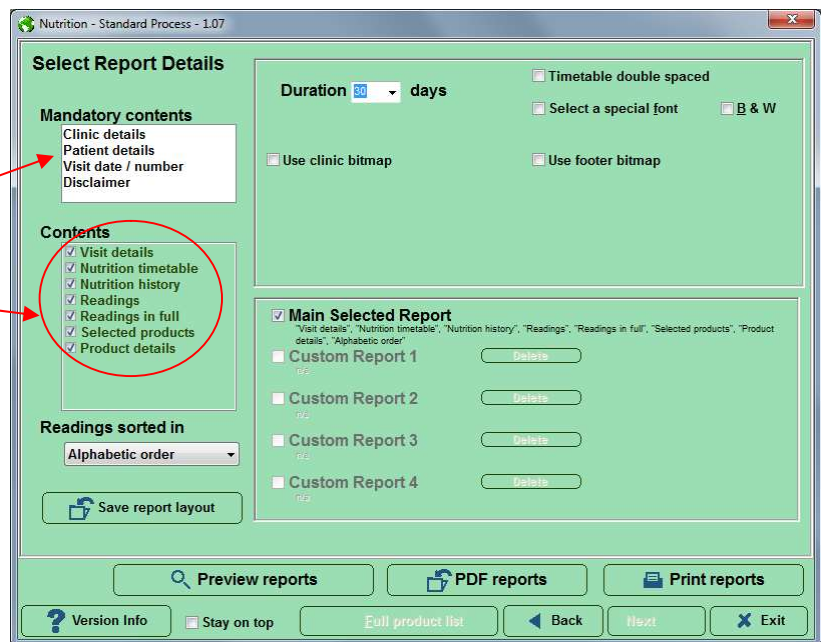 Nutrition - Standard Process - 1.07
Select Report Details
Mandatory contents
Clinic details
Patient details
Visit date / number
Disclaimer
Contents
Visit details
Nutrition timetable
Nutrition history
Readings
Readings in full
Selected products
Product details
Readings sorted in
Alphabetic order
Save report layout
Duration 30 days
Timetable double spaced
Select a special font
B & W
Use clinic bitmap
Use footer bitmap
Main Selected Report
"Visit details", "Nutrition timetable", "Nutrition history", "Readings", "Readings in full", "Selected products", "Product
details", "Alphabetic order"
Custom Report 1
Delete
n/a
Custom Report 2
Delete
n/a
Custom Report 3
Delete
n/a
Custom Report 4
Delete
n/a
Preview reports
PDF reports
Print reports
Version Info
Stay on top
Full product list
Back
Next
Exit